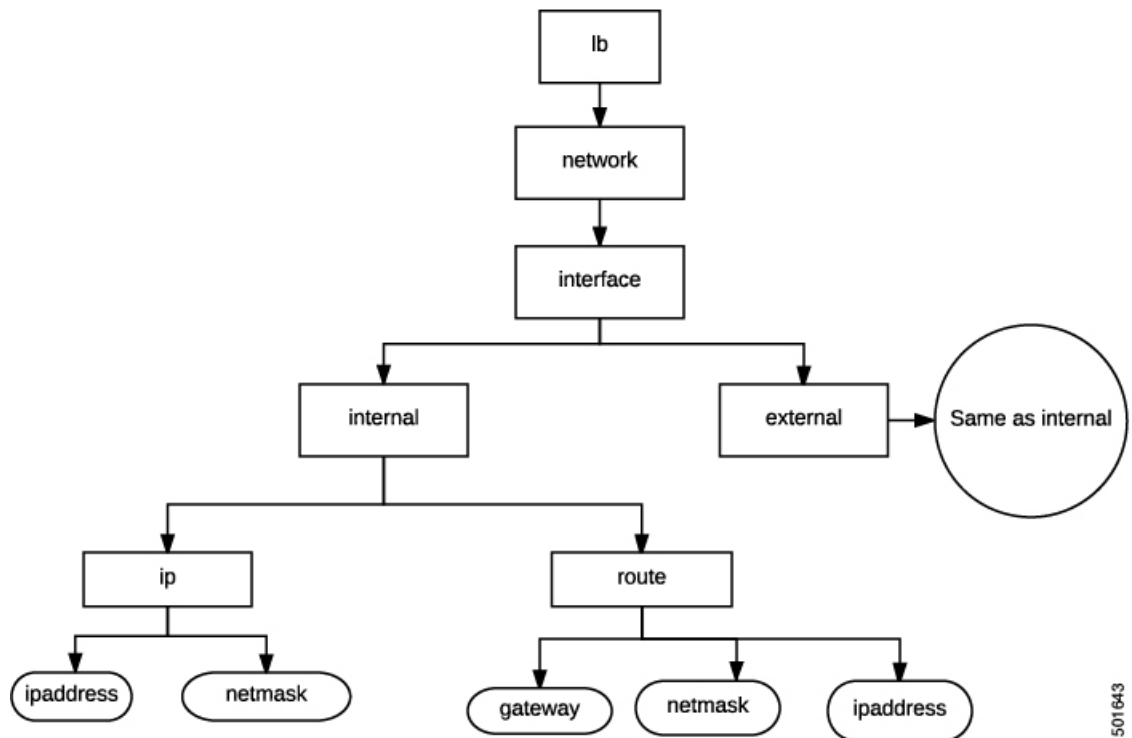 lb
network
interface
internal
external
Same as internal
ip
route
ipaddress
netmask
gateway
netmask
ipaddress
501643